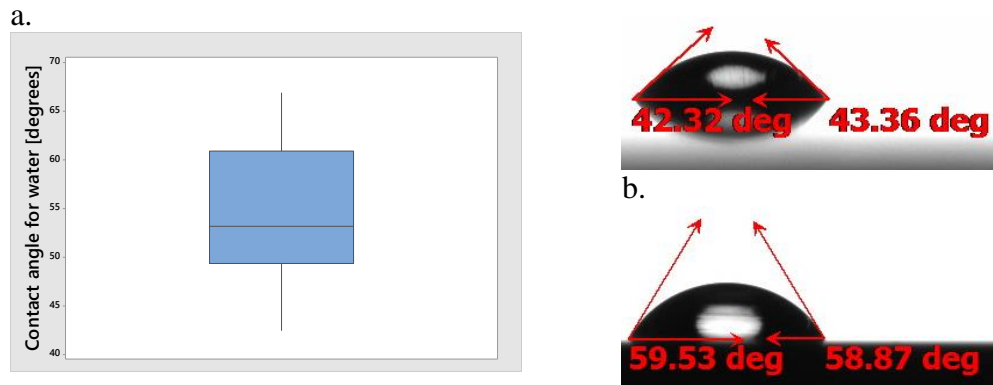 a.
Contact angle for water [degrees]
70
65
60
55
50
45
40
42.32 deg
43.36 deg
b.
59.53 deg
58.87 deg